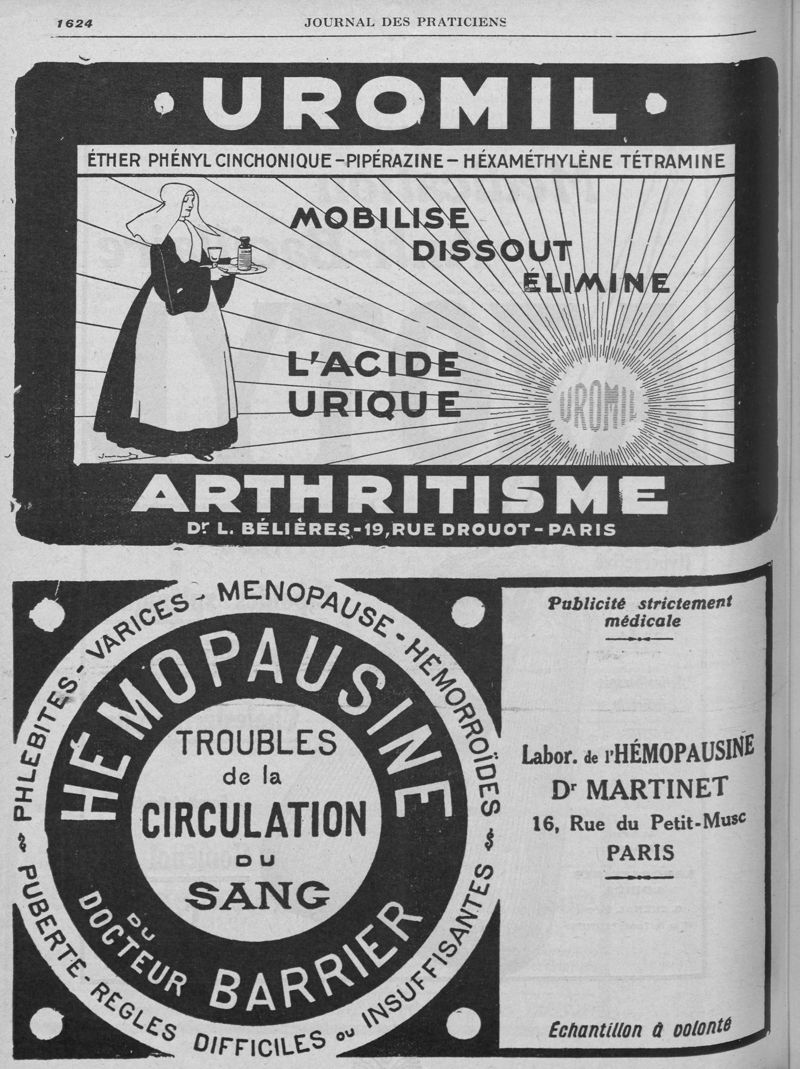 1624
JOURNAL DES PRATICIENS
· UROMIL ·
ÉTHER PHÉNYL CINCHONIQUE – PIPÉRAZINE – HÉXAMÉTHYLÈNE TÉTRAMINE
MOBILISE
DISSOUT
ELIMINE
L'ACIDE
URIQUE
UROMIL
ARTHRITISME
Dr L. BÉLIÈRES - 19, RUE DROUOT - PARIS
PHLEBITES - VARICES - MENOPAUSE - HÉMORROÏDES
PUBERTE - REGLES DIFFICILES ou INSUFFISANTES
HÉMOPAUSINE
TROUBLES
de la
CIRCULATION
DU
SANG
DU
DOCTEUR BARRIER
Publicité strictement
médicale
Labor. de l'HÉMOPAUSINE
Dr MARTINET
16, Rue du Petit-Musc
PARIS
Echantillon à volonté